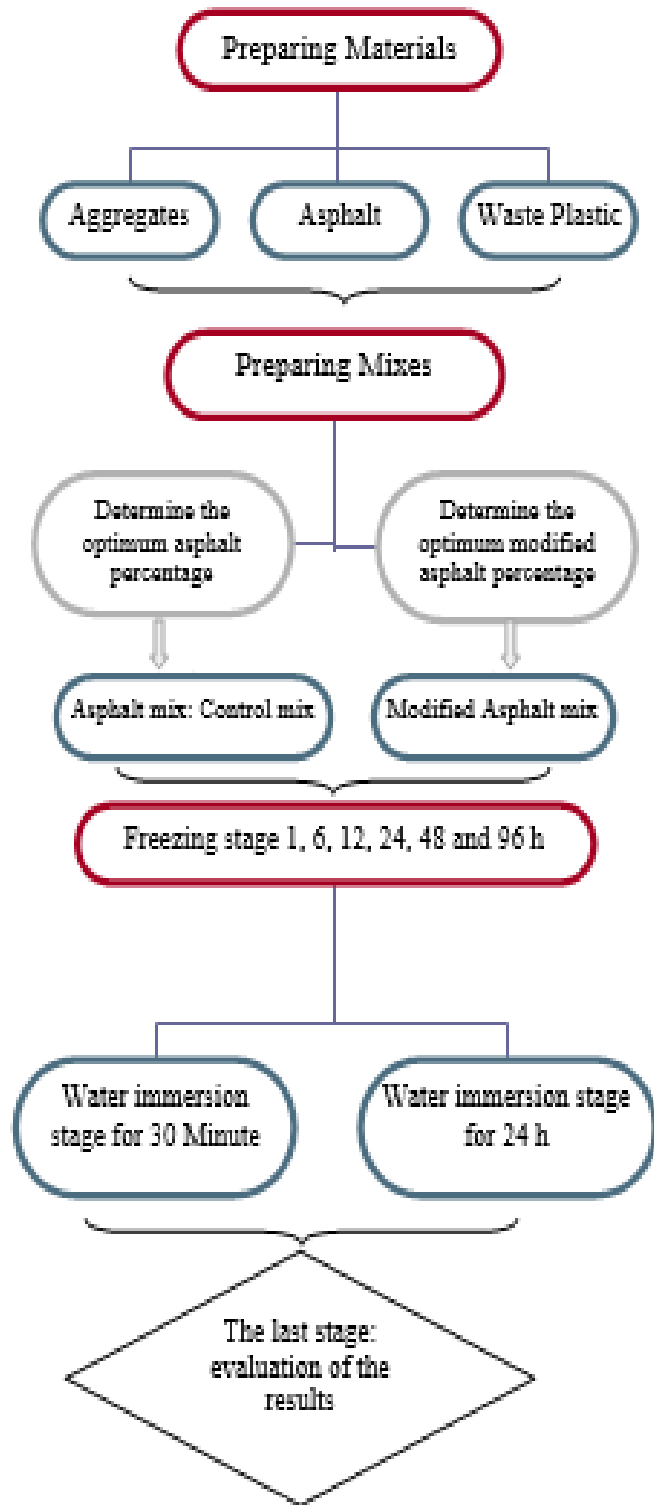 Preparing Materials
Aggregates
Asphalt
Waste Plastic
Preparing Mixes
Determine the
optimum asphalt
percentage
Determine the
optimum modified
asphalt percentage
Asphalt mix: Control mix
Modified Asphalt mix
Freezing stage 1, 6, 12, 24, 48 and 96 h
Water immersion
stage for 30 Minute
Water immersion stage
for 24 h
The last stage:
evaluation of the
results